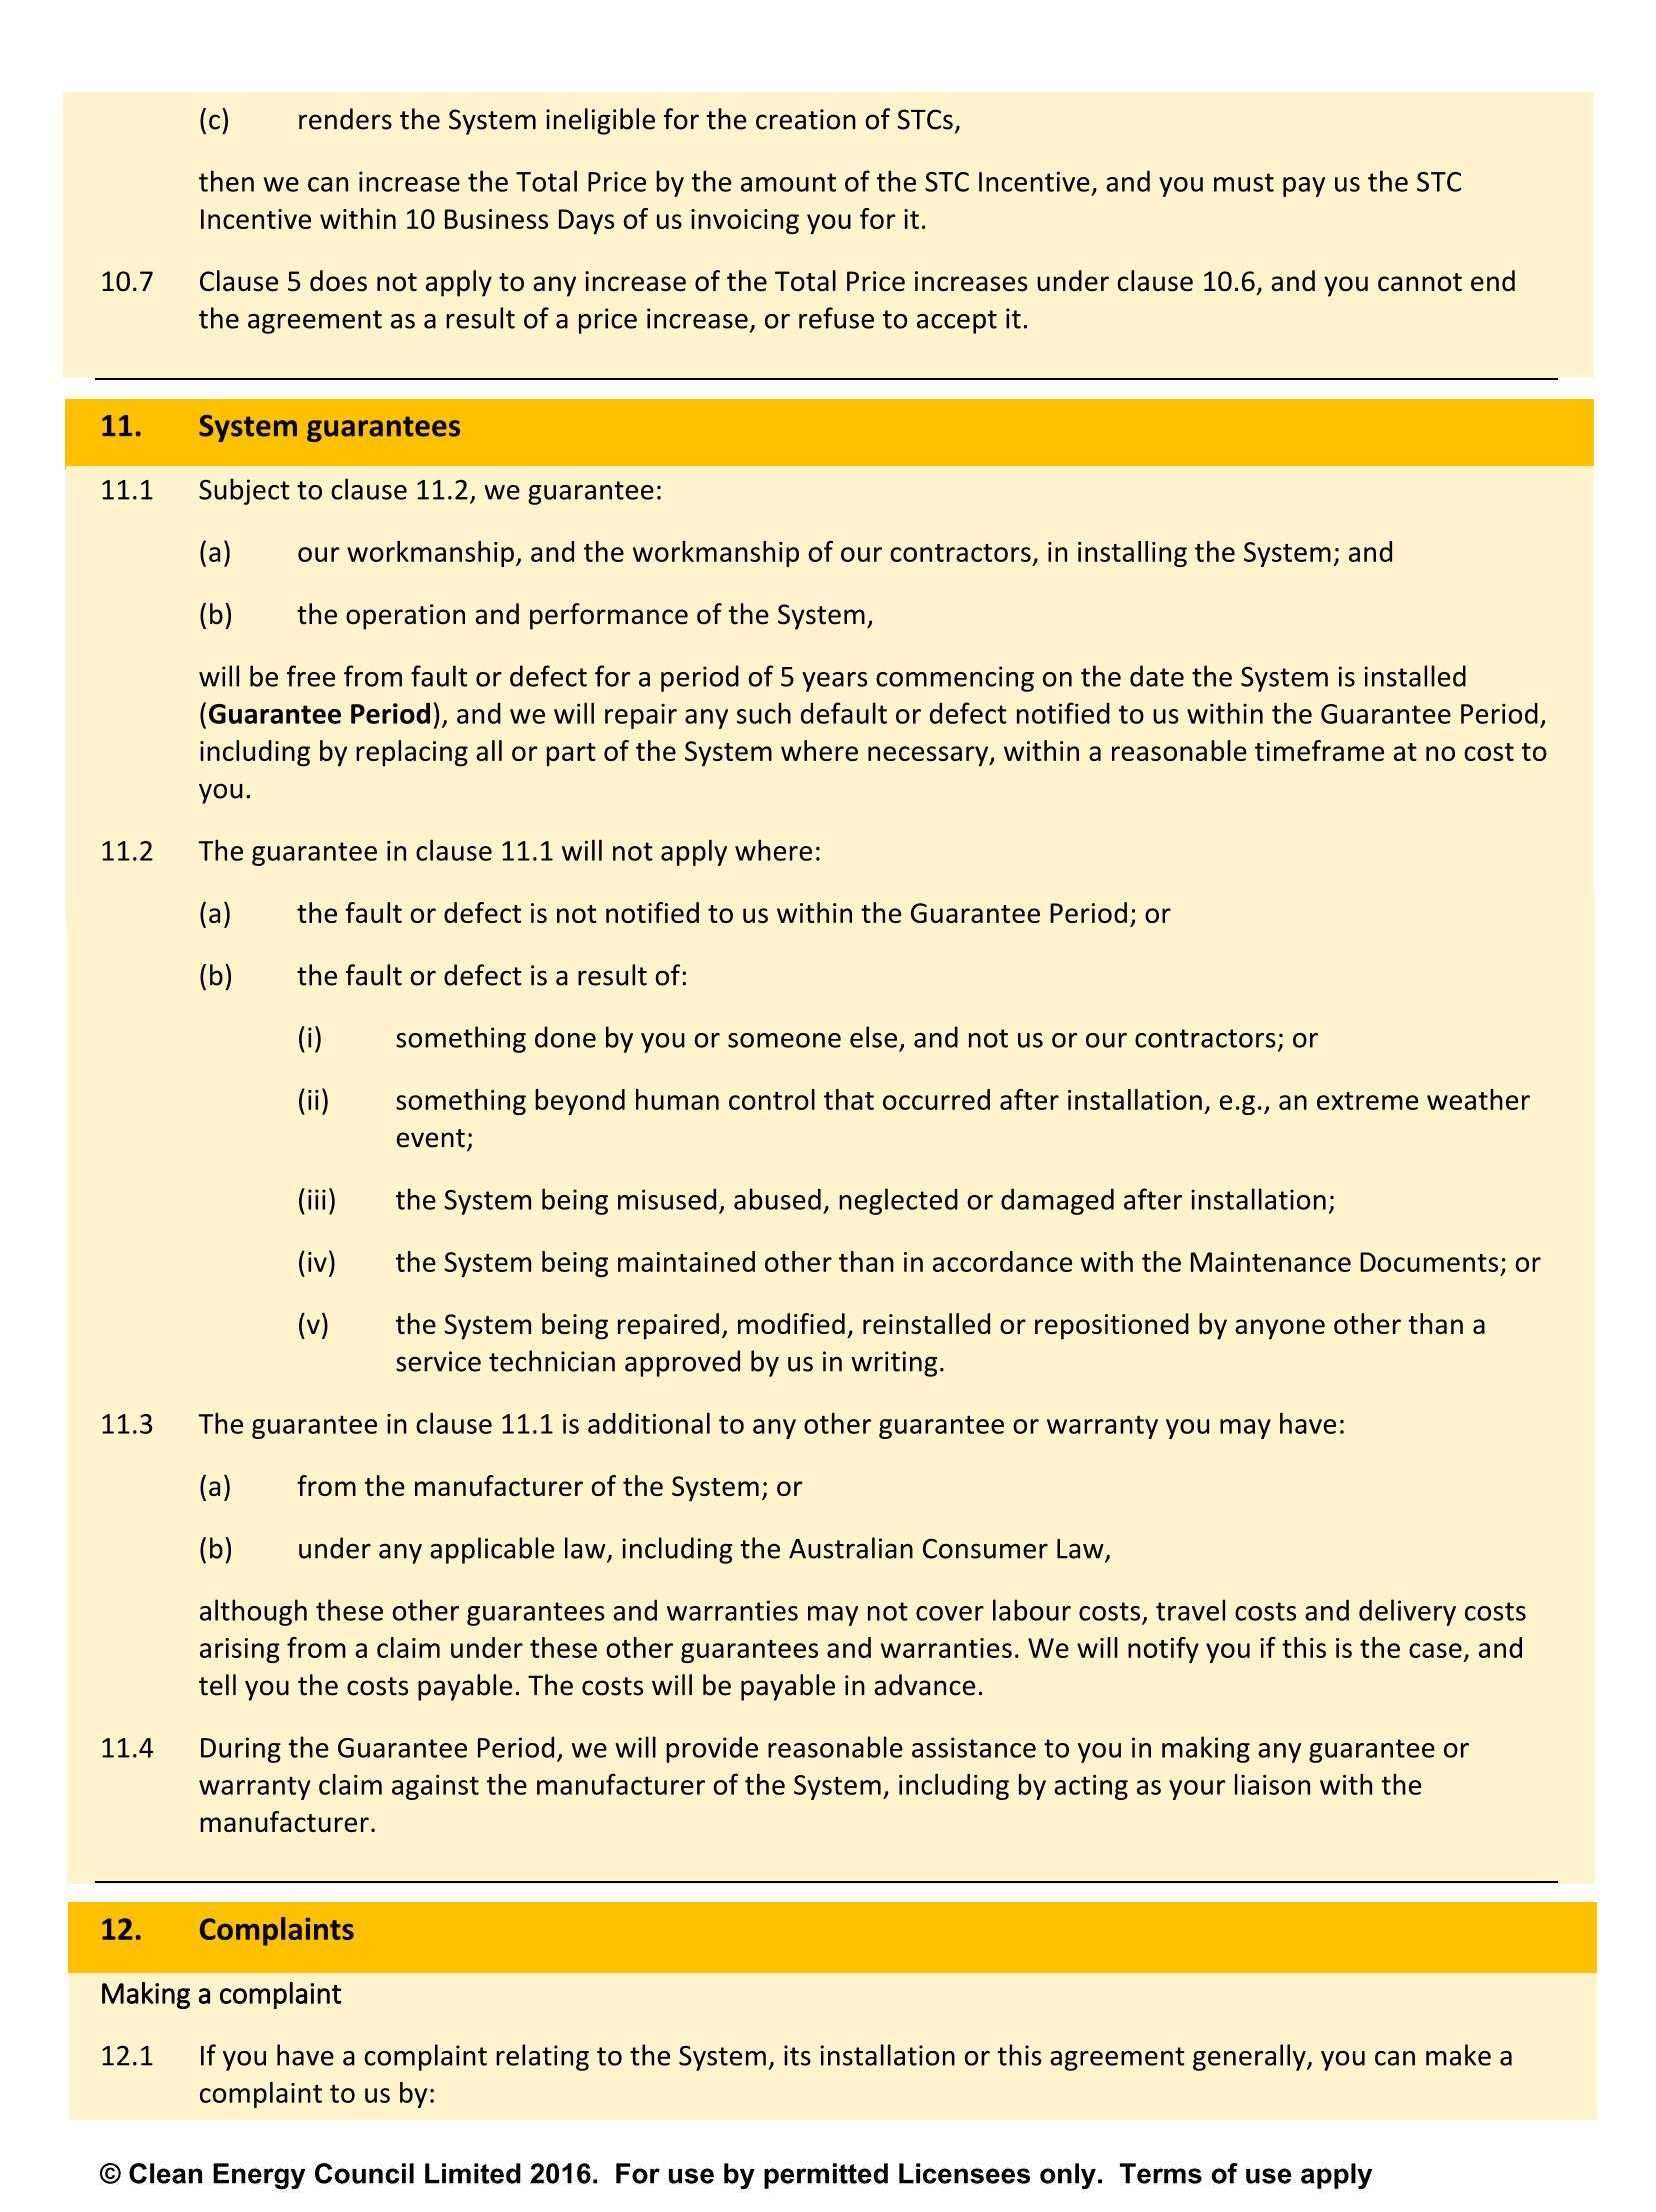 (c) renders the System ineligible for the creation of STCs,
then we can increase the Total Price by the amount of the STC Incentive, and you must pay us the STC
Incentive within 10 Business Days of us invoicing you for it.
10.7 Clause 5 does not apply to any increase of the Total Price increases under clause 10.6, and you cannot end
the agreement as a result of a price increase, or refuse to accept it.
11. System guarantees
11.1 Subject to clause 11.2, we guarantee:
(a) our workmanship, and the workmanship of our contractors, in installing the System; and
(b) the operation and performance of the System,
will be free from fault or defect for a period of 5 years commencing on the date the System is installed
(Guarantee Period), and we will repair any such default or defect notified to us within the Guarantee Period,
including by replacing all or part of the System where necessary, within a reasonable timeframe at no cost to
you.
11.2 The guarantee in clause 11.1 will not apply where:
(a) the fault or defect is not notified to us within the Guarantee Period; or
(b) the fault or defect is a result of:
(i) something done by you or someone else, and not us or our contractors; or
(ii) something beyond human control that occurred after installation, e.g., an extreme weather
event;
(iii) the System being misused, abused, neglected or damaged after installation;
(iv) the System being maintained other than in accordance with the Maintenance Documents; or
(v) the System being repaired, modified, reinstalled or repositioned by anyone other than a
service technician approved by us in writing.
11.3 The guarantee in clause 11.1 is additional to any other guarantee or warranty you may have:
(a) from the manufacturer of the System; or
(b) under any applicable law, including the Australian Consumer Law,
although these other guarantees and warranties may not cover labour costs, travel costs and delivery costs
arising from a claim under these other guarantees and warranties. We will notify you if this is the case, and
tell you the costs payable. The costs will be payable in advance.
11.4 During the Guarantee Period, we will provide reasonable assistance to you in making any guarantee or
warranty claim against the manufacturer of the System, including by acting as your liaison with the
manufacturer.
12. Complaints
Making a complaint
12.1 If you have a complaint relating to the System, its installation or this agreement generally, you can make a
complaint to us by:
© Clean Energy Council Limited 2016. For use by permitted Licensees only. Terms of use apply